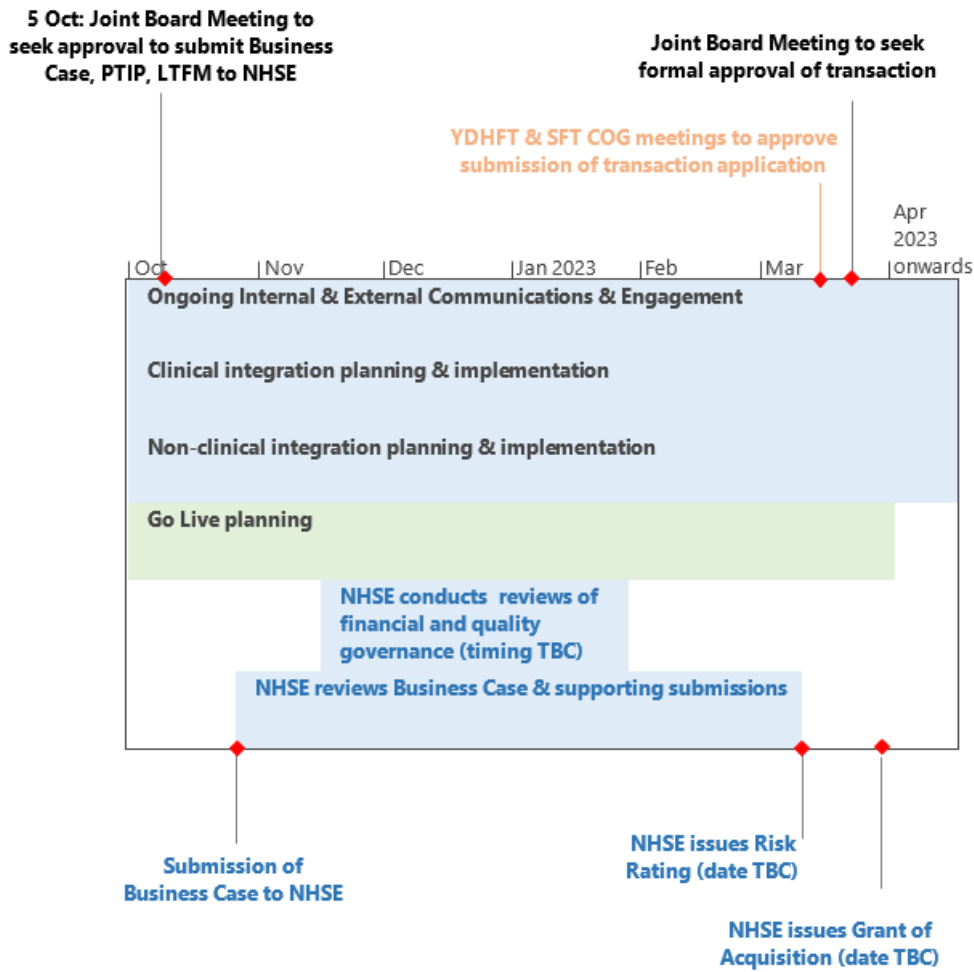 5 Oct: Joint Board Meeting to
seek approval to submit Business
Case, PTIP, LTFM to NHSE
Joint Board Meeting to seek
formal approval of transaction
YDHFT & SFT COG meetings to approve
submission of transaction application
Apr
2023
onwards
Oct
Nov
Dec
Jan 2023
Feb
Mar
Ongoing Internal & External Communications & Engagement
Clinical integration planning & implementation
Non-clinical integration planning & implementation
Go Live planning
NHSE conducts reviews of
financial and quality
governance (timing TBC)
NHSE reviews Business Case & supporting submissions
Submission of
Business Case to NHSE
NHSE issues Risk
Rating (date TBC)
NHSE issues Grant of
Acquisition (date TBC)